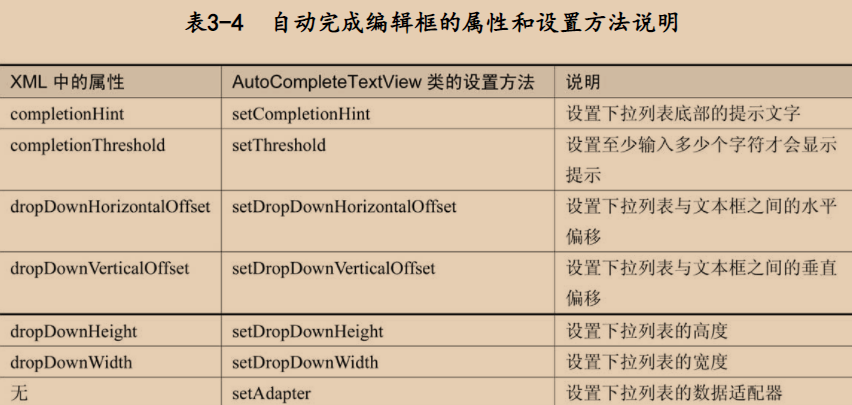 表3-4 自动完成编辑框的属性和设置方法说明
XML 中的属性 AutoCompleteTextView 类的设置方法 说明
completionHint setCompletionHint 设置下拉列表底部的提示文字
completionThreshold setThreshold 设置至少输入多少个字符才会显示
提示
dropDownHorizontalOffset setDropDownHorizontalOffset 设置下拉列表与文本框之间的水平
偏移
dropDownVerticalOffset setDropDownVerticalOffset 设置下拉列表与文本框之间的垂直
偏移
dropDownHeight setDropDownHeight 设置下拉列表的高度
dropDownWidth setDropDownWidth 设置下拉列表的宽度
无 setAdapter 设置下拉列表的数据适配器